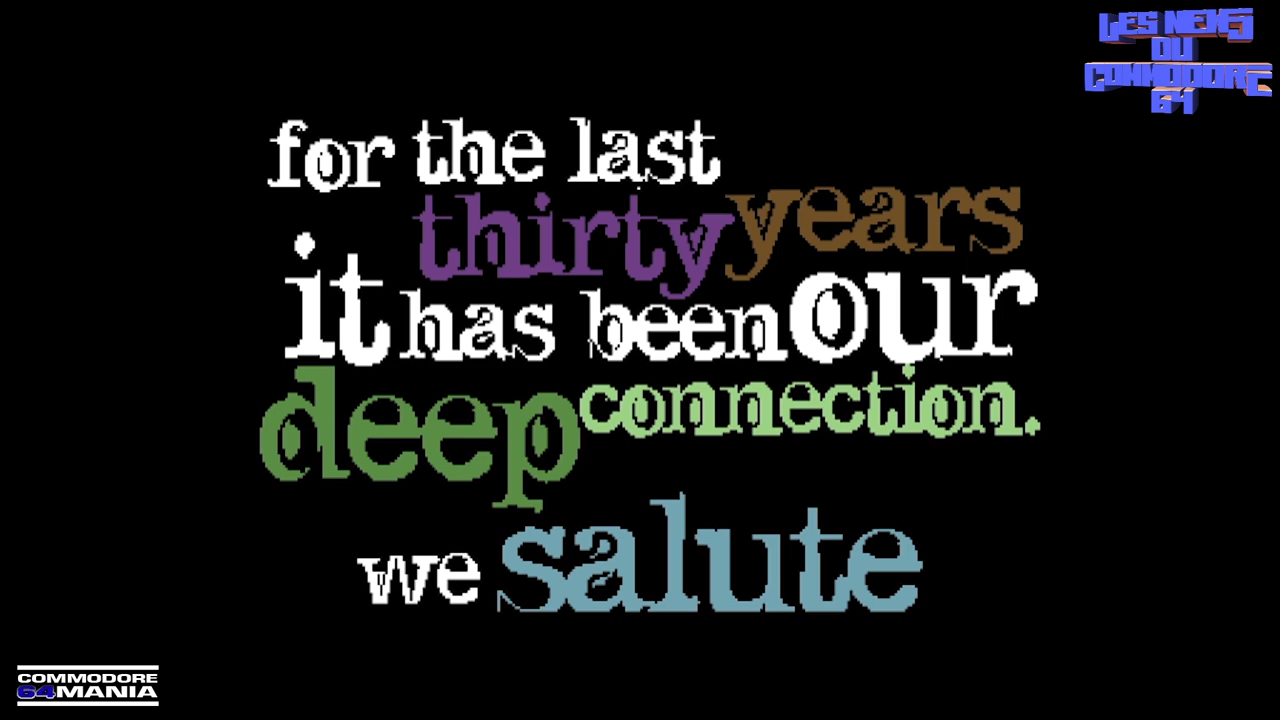 LES NEWS
DU
COMMODORE
64
for the last
thirty years
it has been our
deep connection.
we salute
COMMODORE
64MANIA